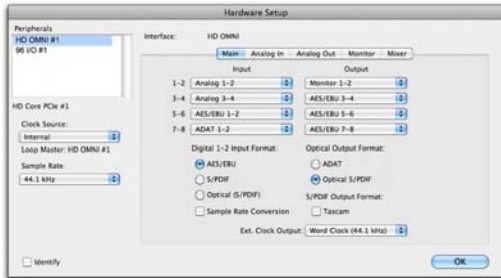 Hardware Setup
Peripherals
HD OMNI #1
96 I/O #1
HD Core PCIe #1
Clock Source:
Internal
Loop Master: HD OMNI #1
Sample Rate:
44.1 kHz
Identify
Interface: HD OMNI
Main Analog In Analog Out Monitor Mixer
Input Output
1-2 Analog 1-2 Monitor 1-2
3-4 Analog 3-4 AES/EBU 3-4
5-6 AES/EBU 1-2 AES/EBU 5-6
7-8 ADAT 1-2 AES/EBU 7-8
Digital 1-2 Input Format: Optical Output Format:
AES/EBU ADAT
S/PDIF Optical S/PDIF
Optical (S/PDIF) S/PDIF Output Format:
Sample Rate Conversion Tascam
Ext. Clock Output: Word Clock (44.1 kHz)
OK